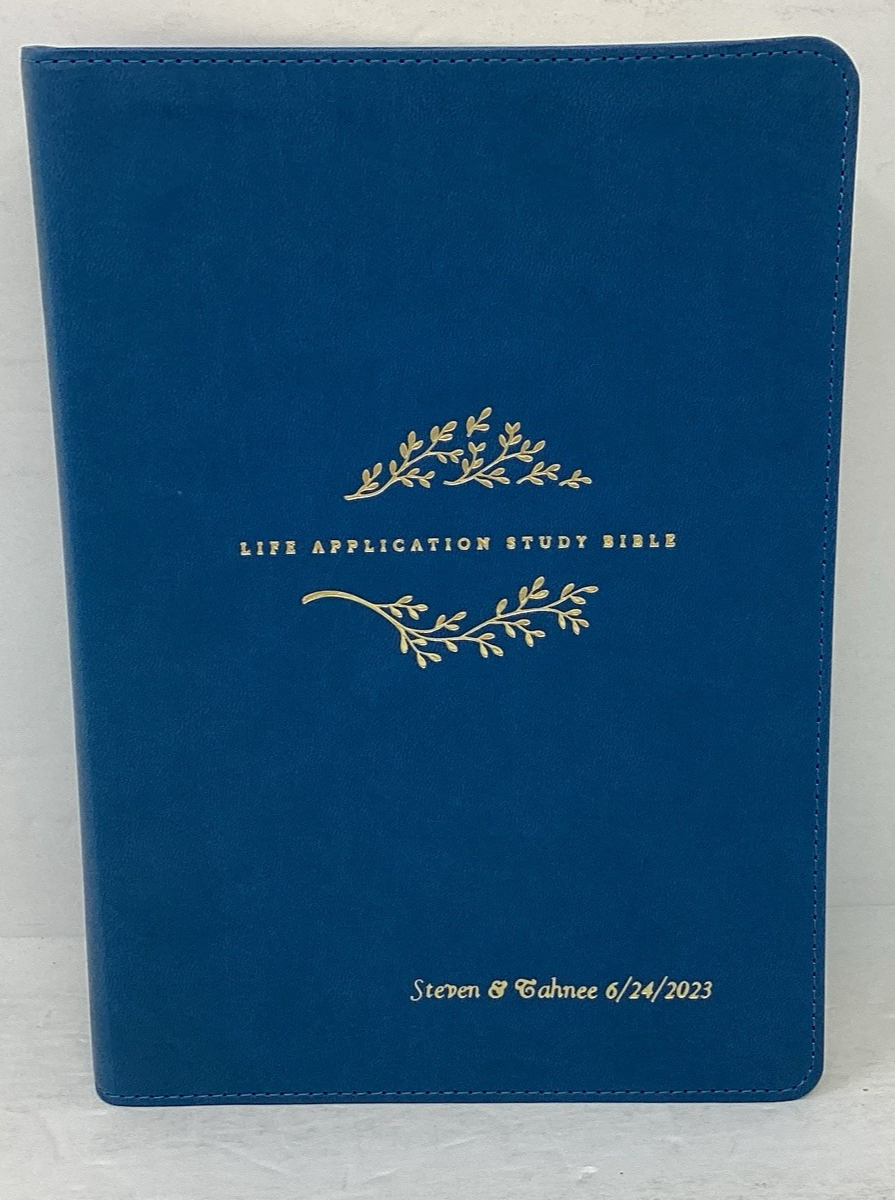 LIFE APPLICATION STUDY BIBLE
Steven & Tahnee 6/24/2023